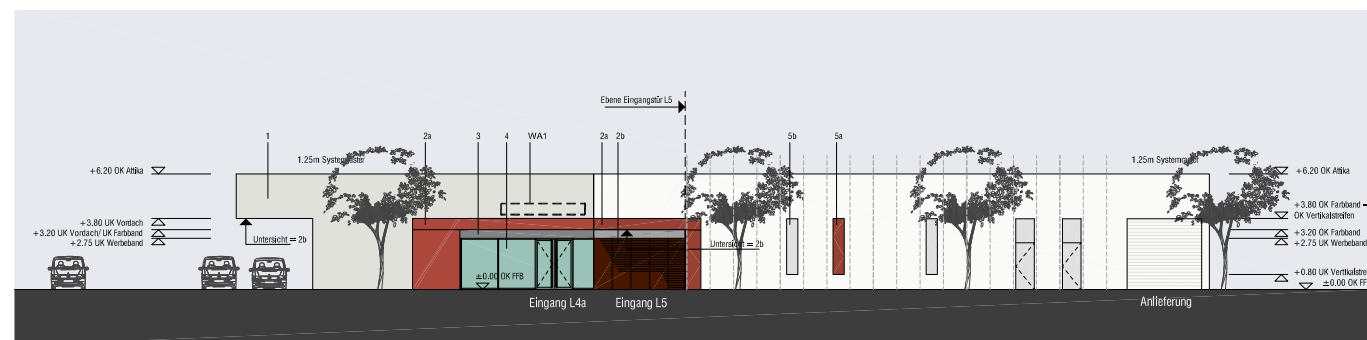 Ebene Eingangstür L5
1
2a
3
4
WA1
2a
2b
5b
5a
1.25m Systemraster
1.25m Systemraster
+6.20 OK Attika
+6.20 OK Attika
+3.80 UK Vordach
+3.20 UK Vordach/ UK Farbband
+2.75 UK Werbeband
Untersicht = 2b
Untersicht = 2b
+3.80 OK Farbband =
OK Vertikalstreifen
+3.20 OK Farbband
+2.75 UK Werbeband
±0.00 OK FFB
+0.80 UK Vertikalstre
±0.00 OK FF
Eingang L4a
Eingang L5
Anlieferung